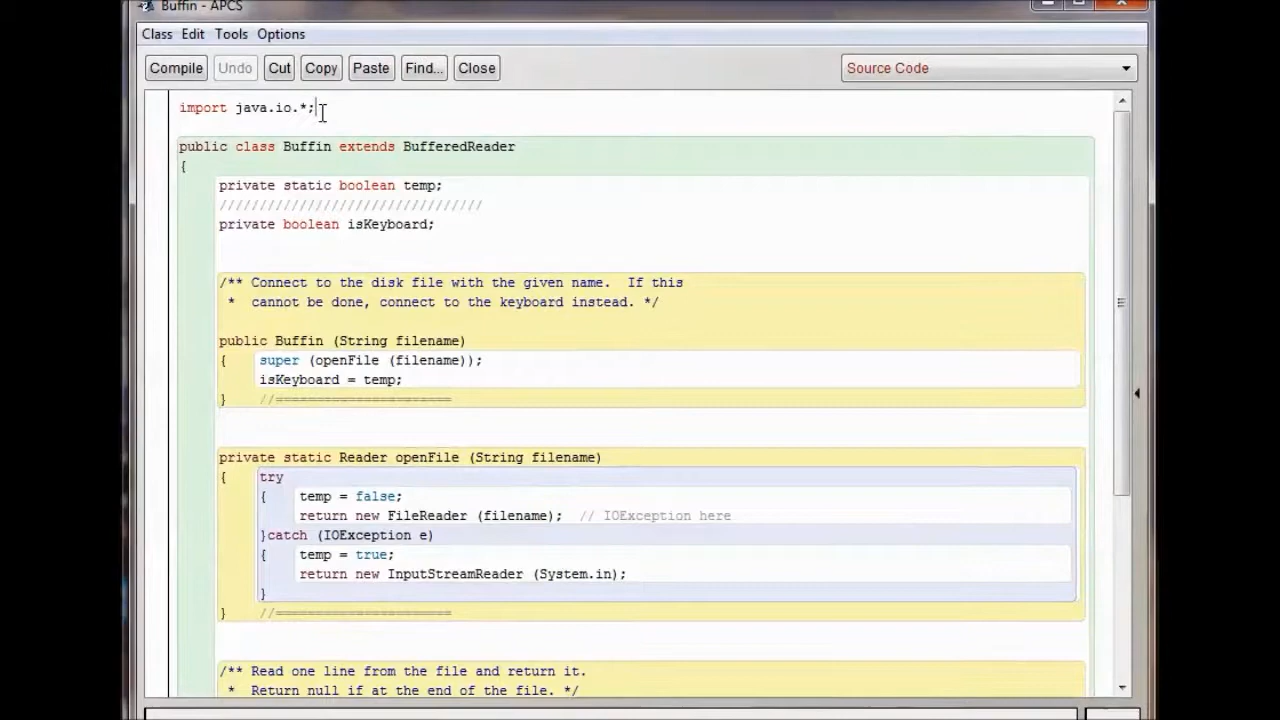 Buffin - APCS
Class Edit Tools Options
Compile Undo Cut Copy Paste Find... Close Source Code
import java.io.*;
public class Buffin extends BufferedReader
{
private static boolean temp;
/////////////////////////////////
private boolean isKeyboard;
/** Connect to the disk file with the given name. If this
* cannot be done, connect to the keyboard instead. */
public Buffin (String filename)
{ super (openFile (filename));
isKeyboard = temp;
} //======================
private static Reader openFile (String filename)
{ try
{ temp = false;
return new FileReader (filename); // IOException here
}catch (IOException e)
{ temp = true;
return new InputStreamReader (System.in);
}
} //======================
/** Read one line from the file and return it.
* Return null if at the end of the file. */